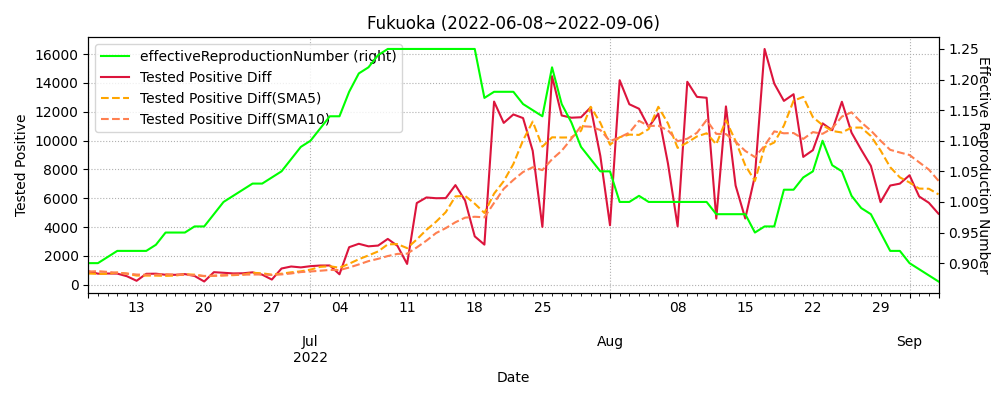 Fukuoka (2022-06-08~2022-09-06)
effectiveReproductionNumber (right)
Tested Positive Diff
Tested Positive Diff(SMA5)
Tested Positive Diff(SMA10)
Tested Positive
16000
14000
12000
10000
8000
6000
4000
2000
0
1.25
1.20
1.15
1.10
1.05
1.00
0.95
0.90
Effective Reproduction Number
13 20 27 04 11 18 25 08 15 22 29
Jul Aug Sep
2022
Date